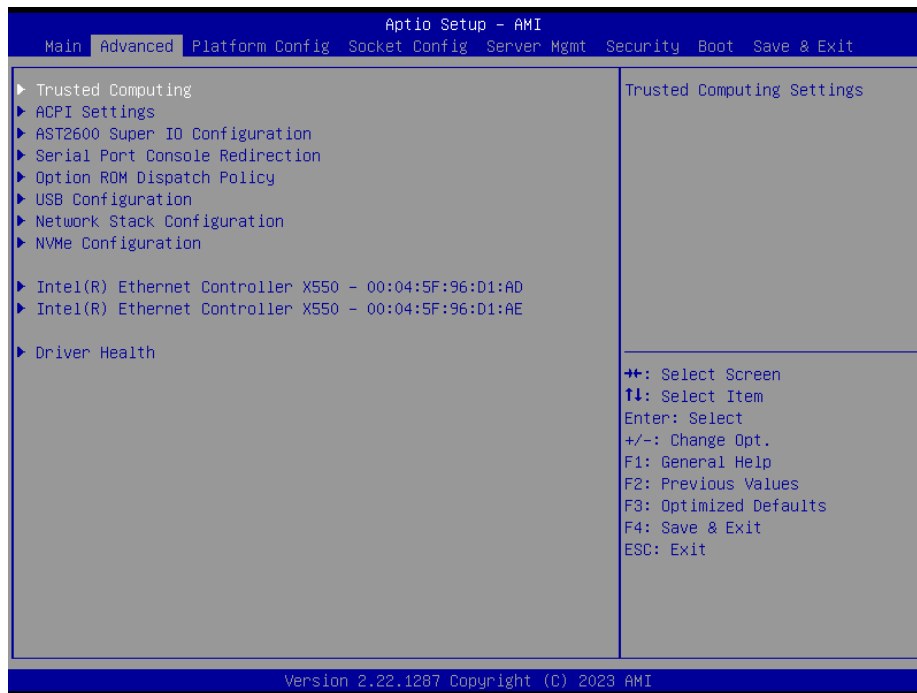 Aptio Setup – AMI
Main Advanced Platform Config Socket Config Server Mgmt Security Boot Save & Exit
▶ Trusted Computing
▶ ACPI Settings
▶ AST2600 Super IO Configuration
▶ Serial Port Console Redirection
▶ Option ROM Dispatch Policy
▶ USB Configuration
▶ Network Stack Configuration
▶ NVMe Configuration
▶ Intel(R) Ethernet Controller X550 – 00:04:5F:96:D1:AD
▶ Intel(R) Ethernet Controller X550 – 00:04:5F:96:D1:AE
▶ Driver Health
Trusted Computing Settings
→←: Select Screen
↑↓: Select Item
Enter: Select
+/-: Change Opt.
F1: General Help
F2: Previous Values
F3: Optimized Defaults
F4: Save & Exit
ESC: Exit
Version 2.22.1287 Copyright (C) 2023 AMI